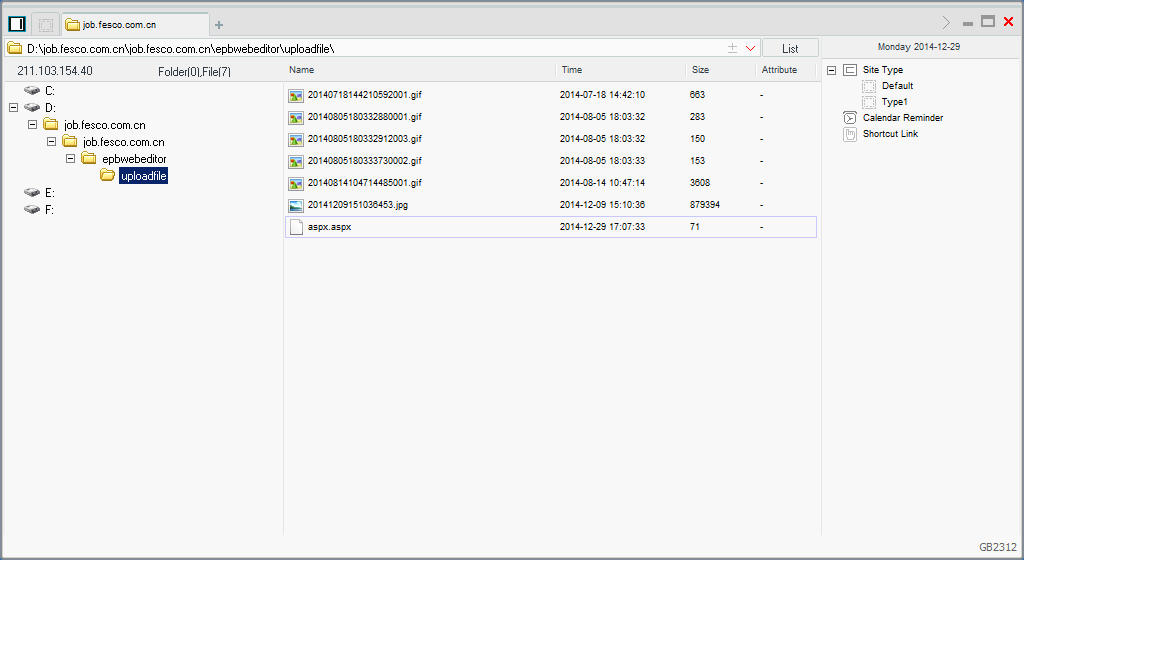 job.fesco.com.cn
D:\job.fesco.com.cn\job.fesco.com.cn\epbwebeditor\uploadfile\ List
Monday 2014-12-29
211.103.154.40 Folder(0),File(7)
Name Time Size Attribute
C:
D:
job.fesco.com.cn
job.fesco.com.cn
epbwebeditor
uploadfile
E:
F:
20140718144210592001.gif 2014-07-18 14:42:10 663 -
20140805180332880001.gif 2014-08-05 18:03:32 283 -
20140805180332912003.gif 2014-08-05 18:03:32 150 -
20140805180333730002.gif 2014-08-05 18:03:33 153 -
20140814104714485001.gif 2014-08-14 10:47:14 3608 -
20141209151036453.jpg 2014-12-09 15:10:36 879394 -
aspx.aspx 2014-12-29 17:07:33 71 -
Site Type
Default
Type1
Calendar Reminder
Shortcut Link
GB2312